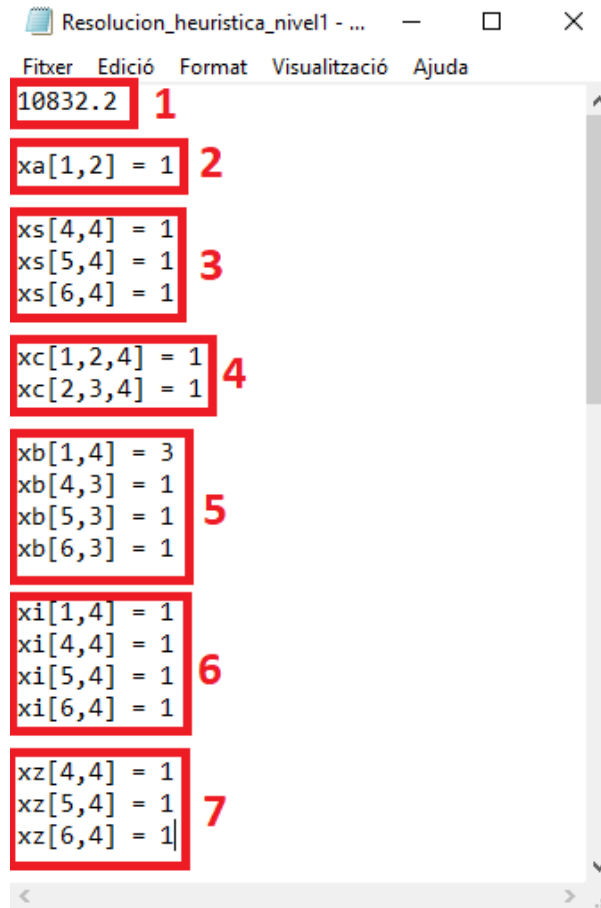 Resolucion_heuristica_nivel1 - ...
Fitxer Edició Format Visualització Ajuda
10832.2 1
xa[1,2] = 1 2
xs[4,4] = 1
xs[5,4] = 1 3
xs[6,4] = 1
xc[1,2,4] = 1 4
xc[2,3,4] = 1
xb[1,4] = 3
xb[4,3] = 1
xb[5,3] = 1 5
xb[6,3] = 1
xi[1,4] = 1
xi[4,4] = 1
xi[5,4] = 1 6
xi[6,4] = 1
xz[4,4] = 1
xz[5,4] = 1 7
xz[6,4] = 1